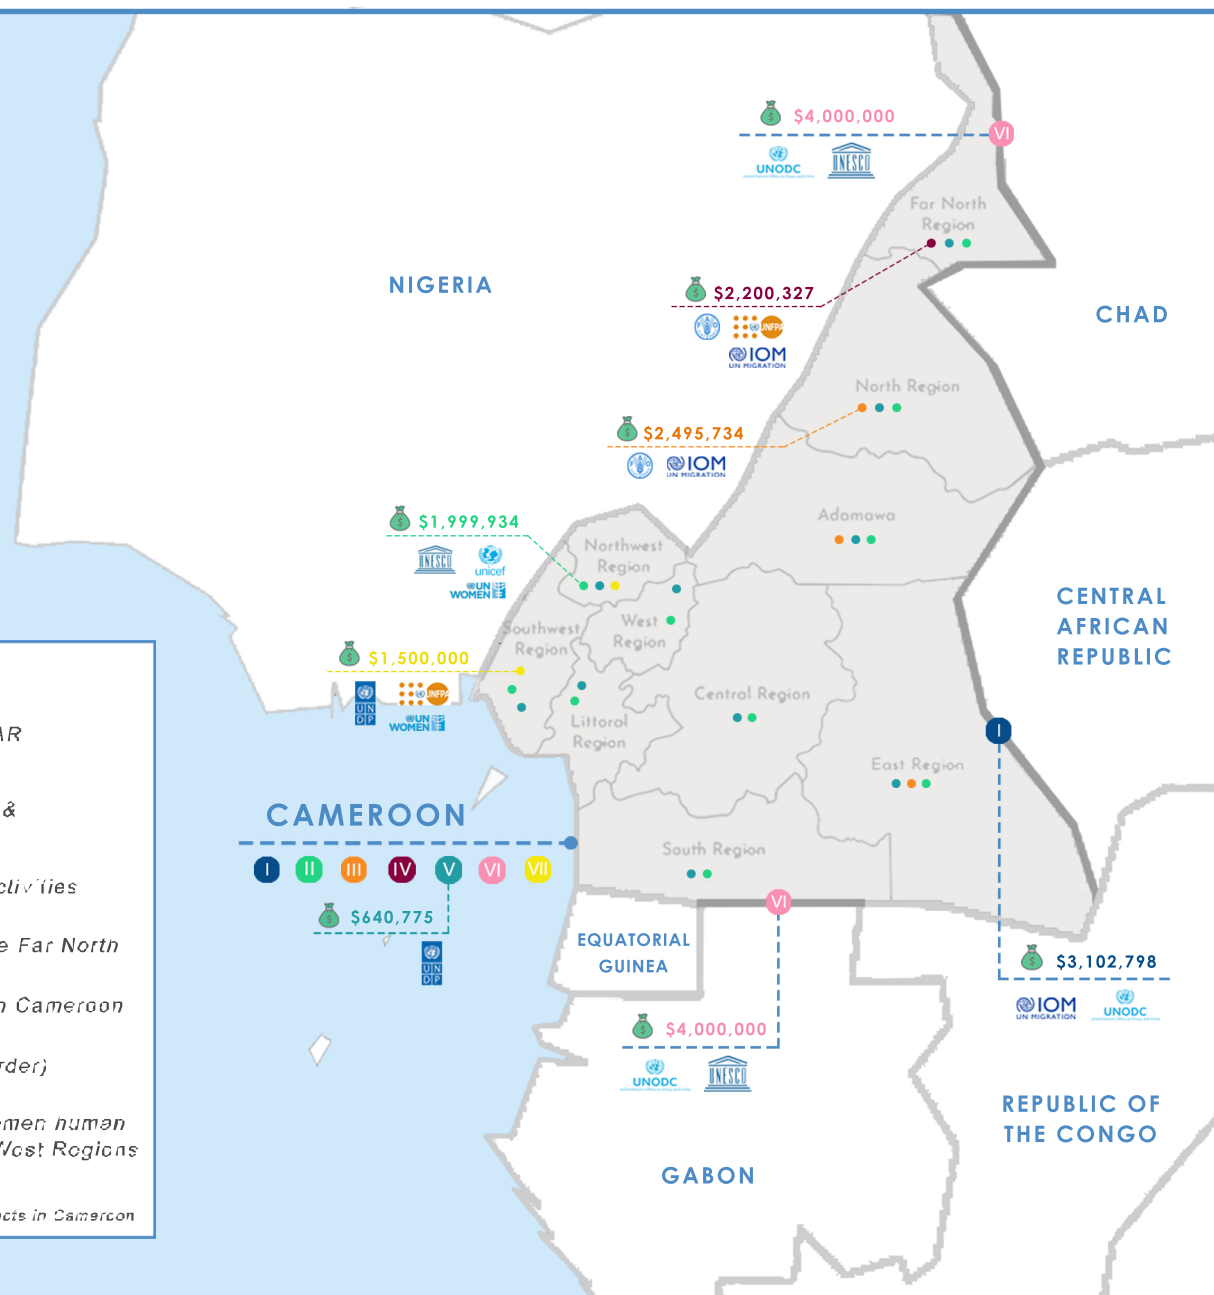 $4,000,000
VI
UNODC
UNESCO
Far North
Region
NIGERIA
$2,200,327
CHAD
FAO
UNFPA
IOM
UN MIGRATION
North Region
$2,495,734
FAO
IOM
UN MIGRATION
Adamawa
$1,999,934
UNESCO
unicef
UN
WOMEN
Northwest
Region
CENTRAL
AFRICAN
REPUBLIC
West
Region
Southwest
Region
$1,500,000
UN
DP
UNFPA
UN
WOMEN
Central Region
Littoral
Region
I
East Region
CAMEROON
I II III IV V VI VII
$640,775
UN
DP
South Region
VI
EQUATORIAL
GUINEA
$3,102,798
IOM
UN MIGRATION
UNODC
$4,000,000
UNODC
UNESCO
REPUBLIC OF
THE CONGO
GABON
AR
&
ctivities
e Far North
n Cameroon
rder)
omen human
West Regions
ects in Cameroon